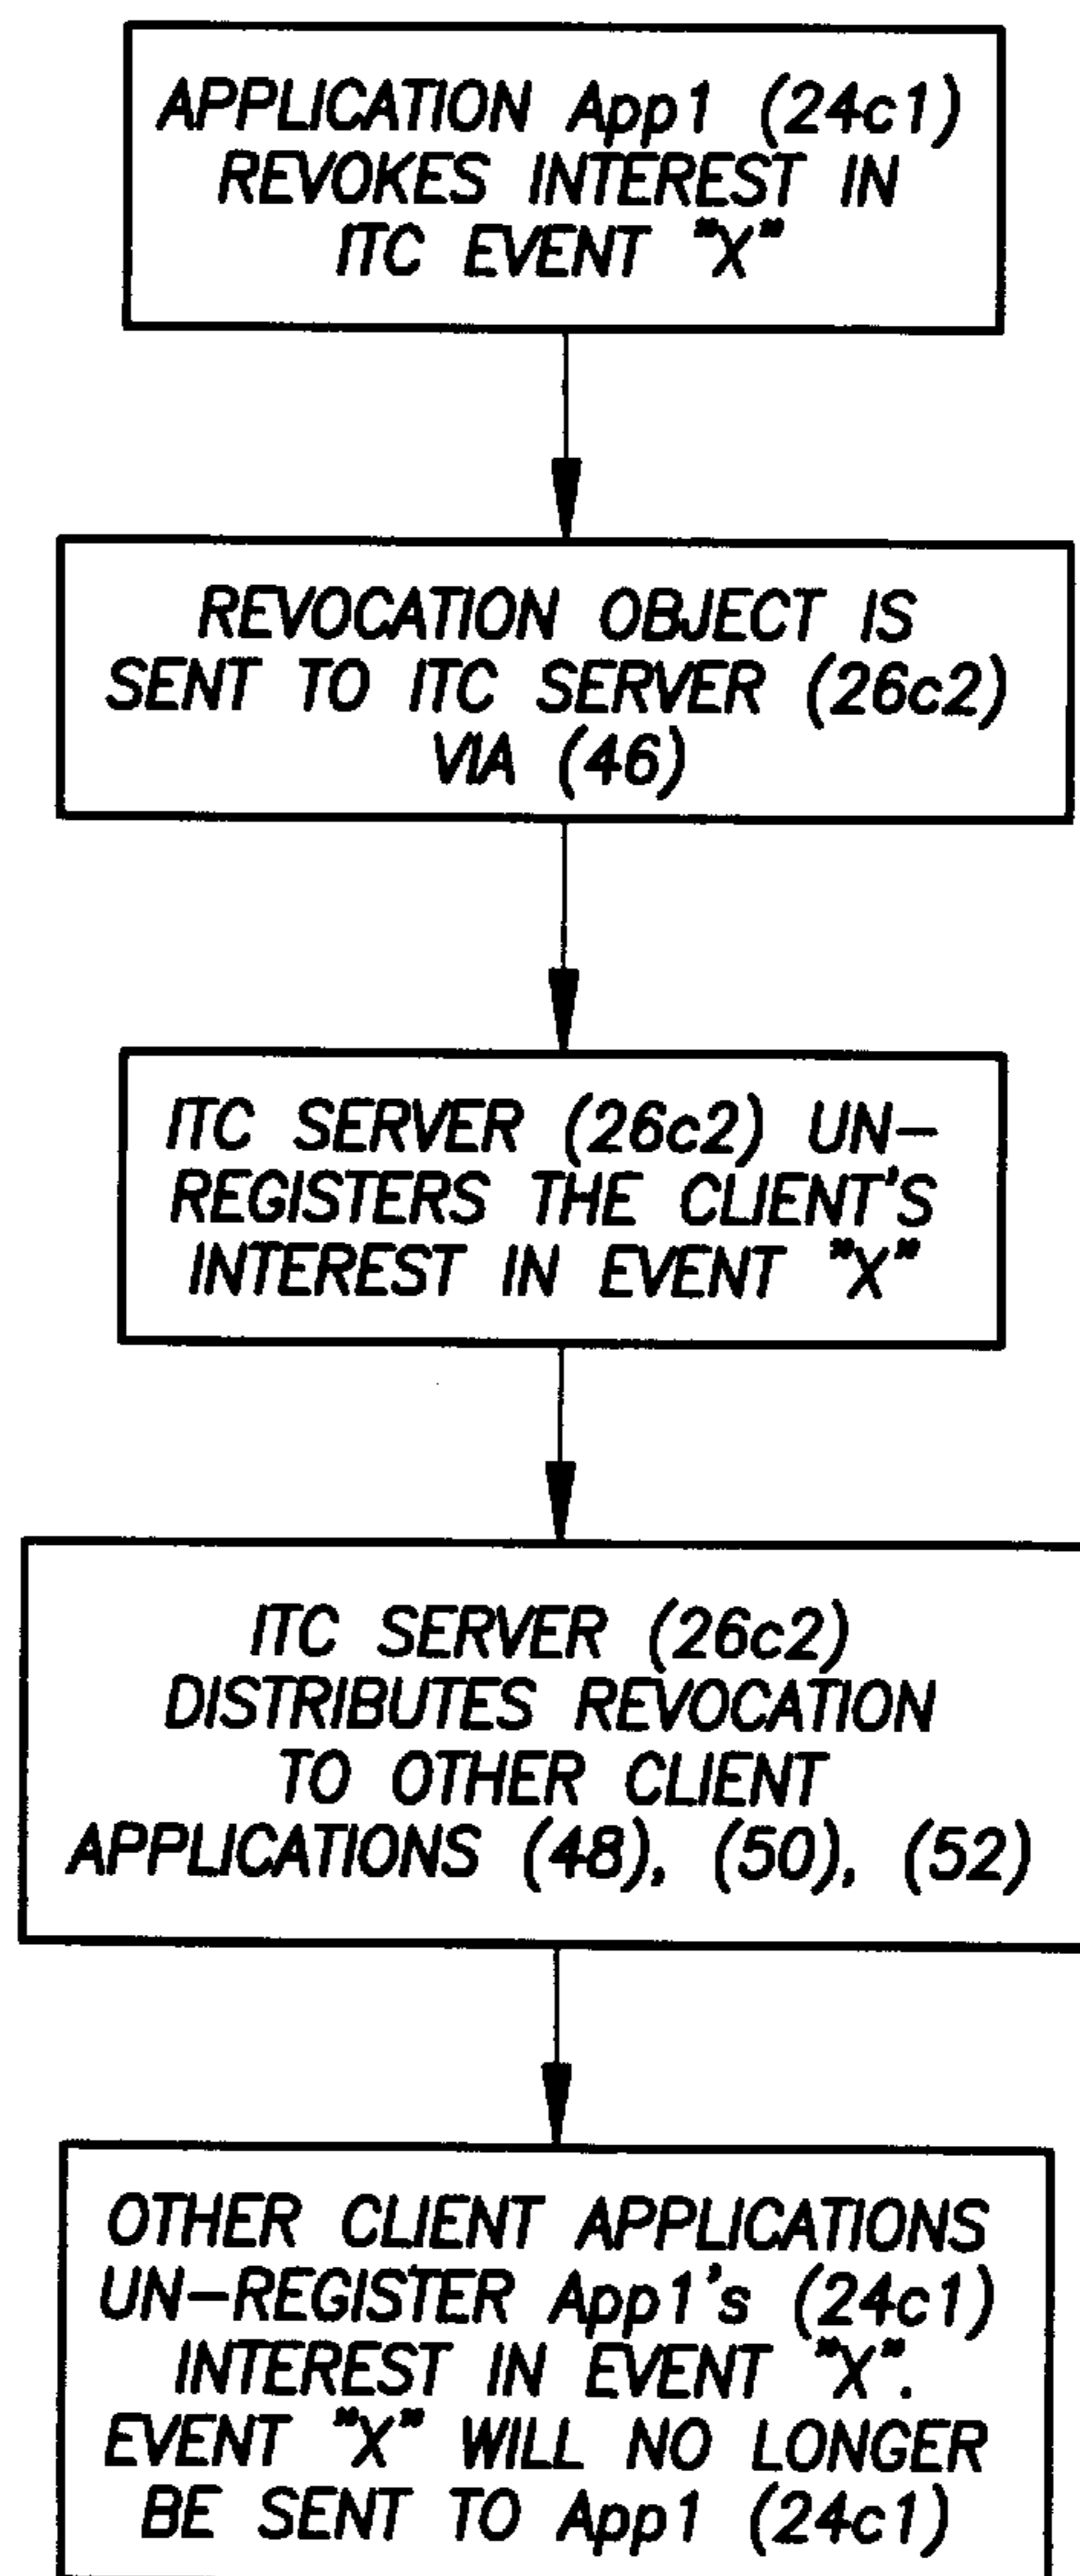 APPLICATION App1 (24c1)
REVOKES INTEREST IN
ITC EVENT "X"
REVOCATION OBJECT IS
SENT TO ITC SERVER (26c2)
VIA (46)
ITC SERVER (26c2) UN-
REGISTERS THE CLIENT'S
INTEREST IN EVENT "X"
ITC SERVER (26c2)
DISTRIBUTES REVOCATION
TO OTHER CLIENT
APPLICATIONS (48), (50), (52)
OTHER CLIENT APPLICATIONS
UN-REGISTER App1's (24c1)
INTEREST IN EVENT "X".
EVENT "X" WILL NO LONGER
BE SENT TO App1 (24c1)